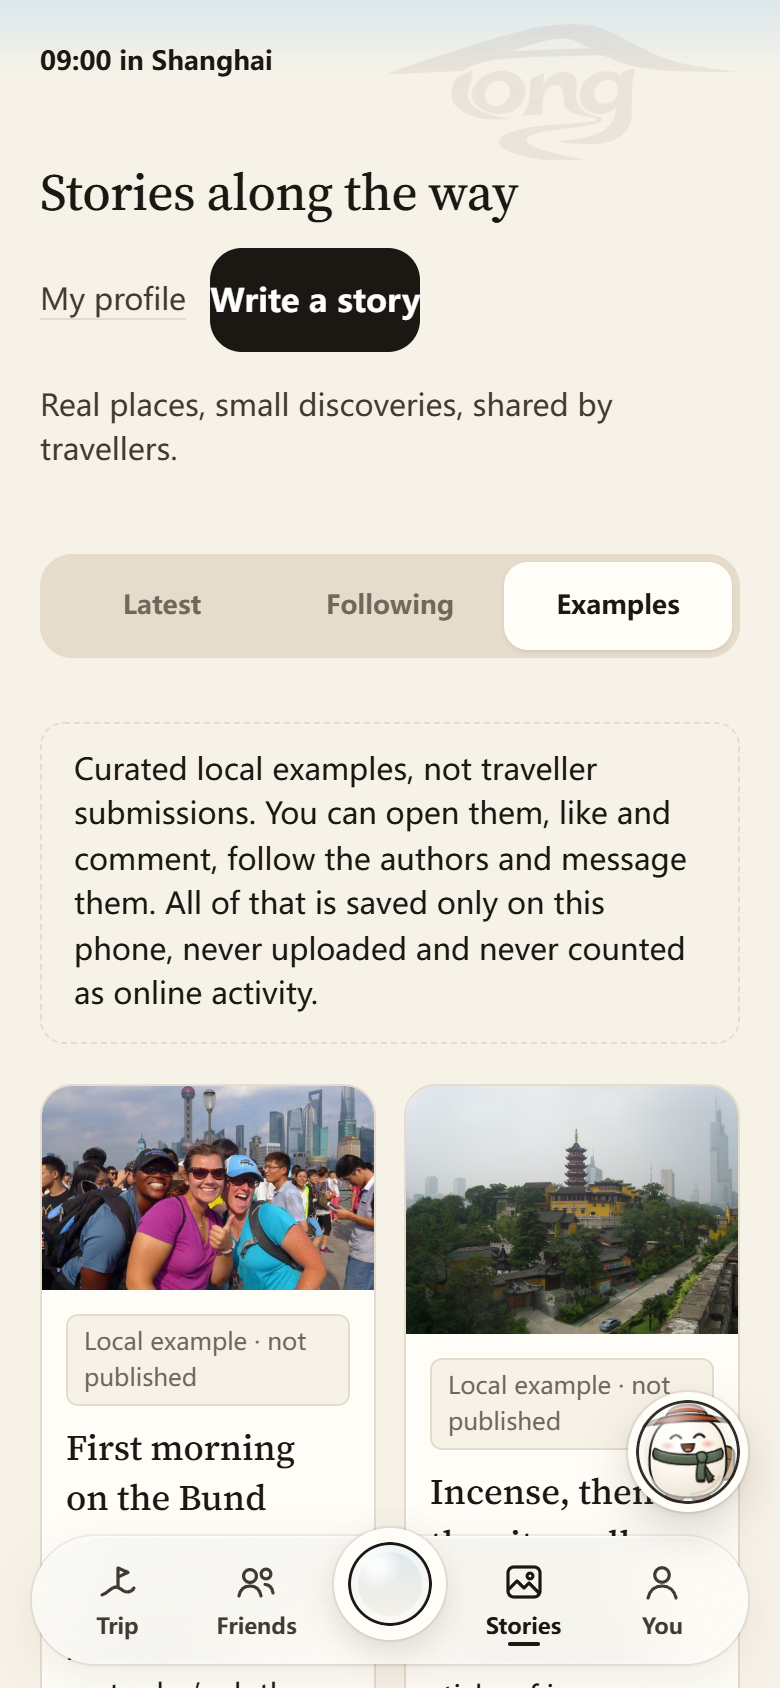 09:00 in Shanghai
long
Stories along the way
My profile
Write a story
Real places, small discoveries, shared by
travellers.
Latest
Following
Examples
Curated local examples, not traveller
submissions. You can open them, like and
comment, follow the authors and message
them. All of that is saved only on this
phone, never uploaded and never counted
as online activity.
Local example · not
published
First morning
on the Bund
Local example · not
published
Incense, then
Trip
Friends
Stories
You